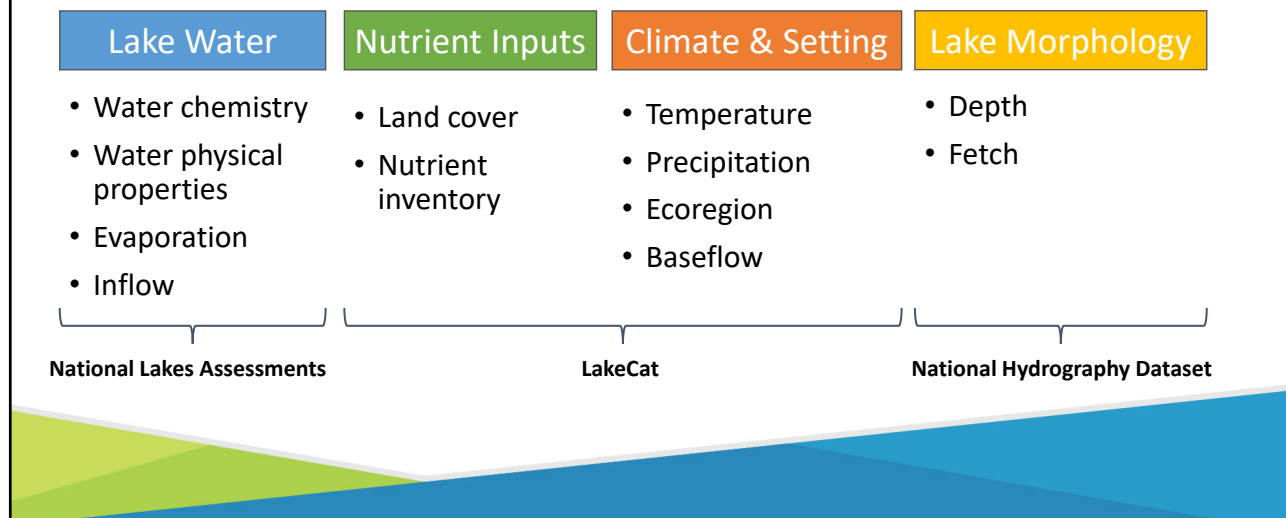 Lake Water
• Water chemistry
• Water physical
properties
• Evaporation
• Inflow
Nutrient Inputs
• Land cover
• Nutrient
inventory
Climate & Setting
• Temperature
• Precipitation
• Ecoregion
• Baseflow
Lake Morphology
• Depth
• Fetch
National Lakes Assessments
LakeCat
National Hydrography Dataset